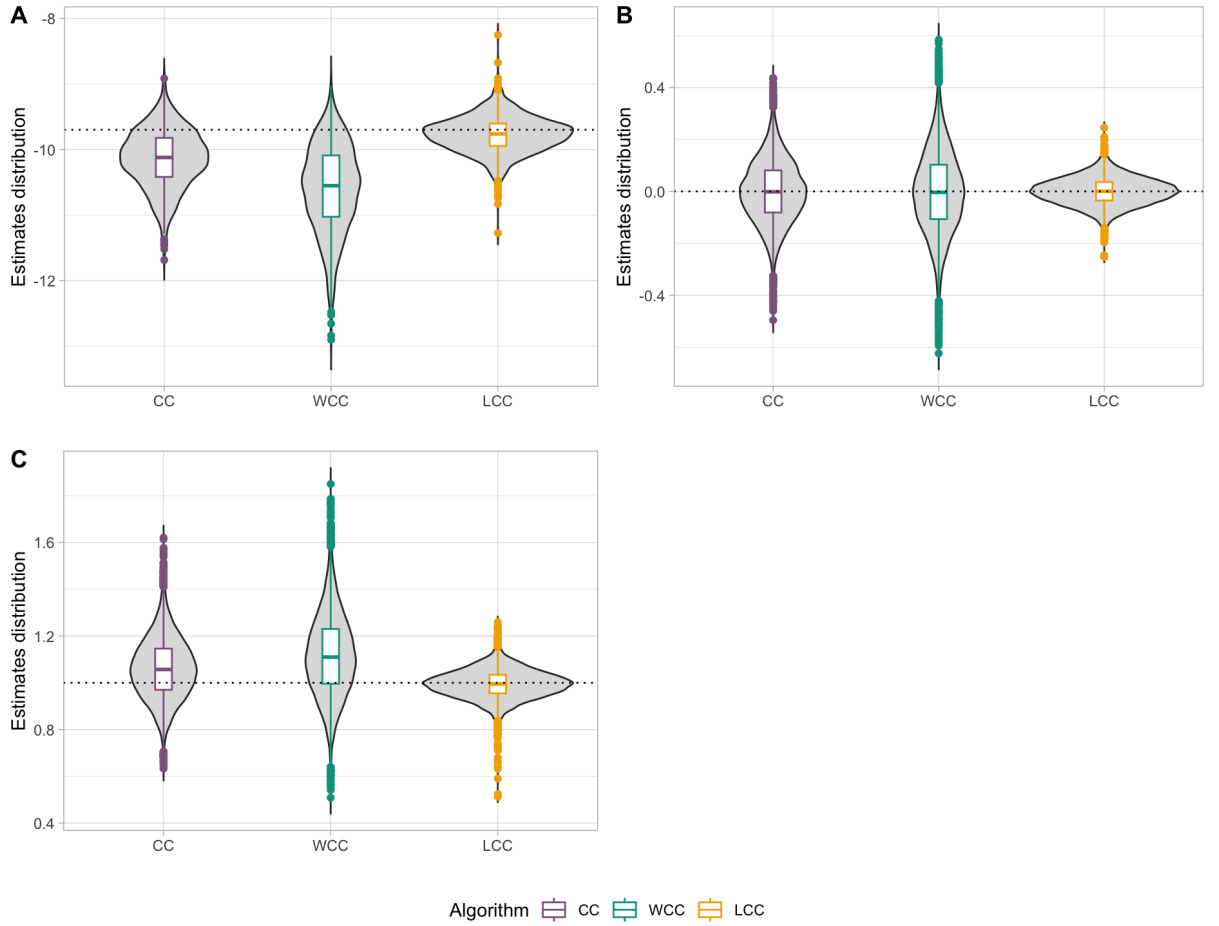 A
Estimates distribution
-8
-10
-12
CC
WCC
LCC
B
Estimates distribution
0.4
0.0
-0.4
CC
WCC
LCC
C
Estimates distribution
1.6
1.2
0.8
0.4
CC
WCC
LCC
Algorithm CC WCC LCC